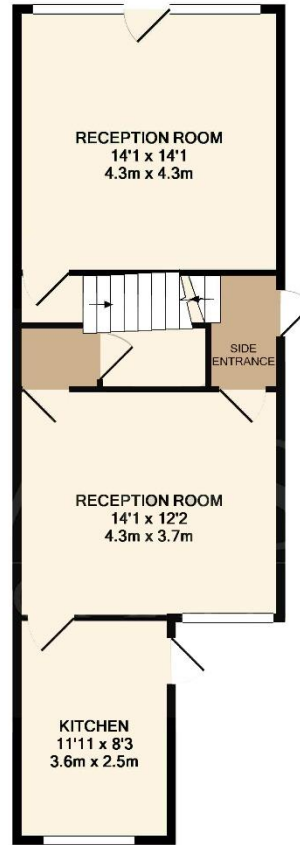 RECEPTION ROOM
14'1 x 14'1
4.3m x 4.3m
SIDE
ENTRANCE
RECEPTION ROOM
14'1 x 12'2
4.3m x 3.7m
KITCHEN
11'11 x 8'3
3.6m x 2.5m